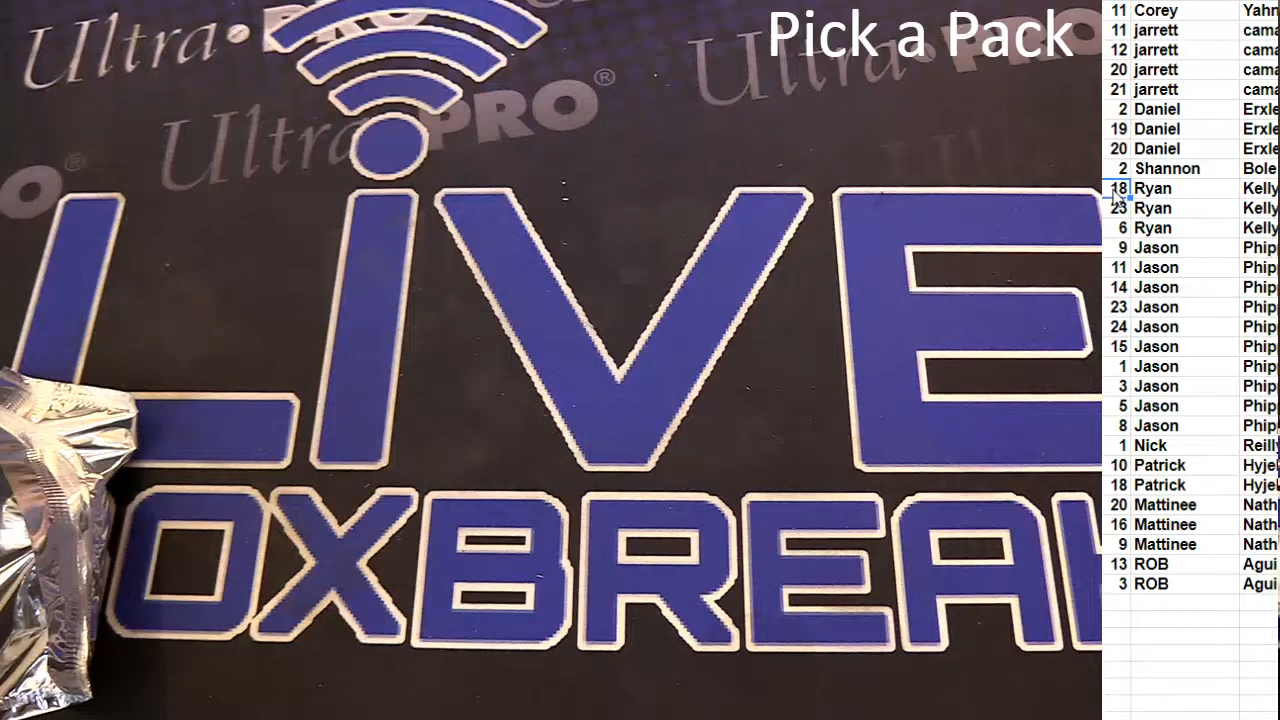 Pick a Pack
Ultra PRO
Ultra PRO
Ultra PRO®
LiVE
OXBREA
11 Corey Yahn
11 jarrett cama
12 jarrett cama
20 jarrett cama
21 jarrett cama
2 Daniel Erxle
19 Daniel Erxle
20 Daniel Erxle
2 Shannon Bole
18 Ryan Kelly
23 Ryan Kelly
6 Ryan Kelly
9 Jason Phip
11 Jason Phip
14 Jason Phip
23 Jason Phip
24 Jason Phip
15 Jason Phip
1 Jason Phip
3 Jason Phip
5 Jason Phip
8 Jason Phip
1 Nick Reilly
10 Patrick Hyjel
18 Patrick Hyjel
20 Mattinee Nath
16 Mattinee Nath
9 Mattinee Nath
13 ROB Agui
3 ROB Agui